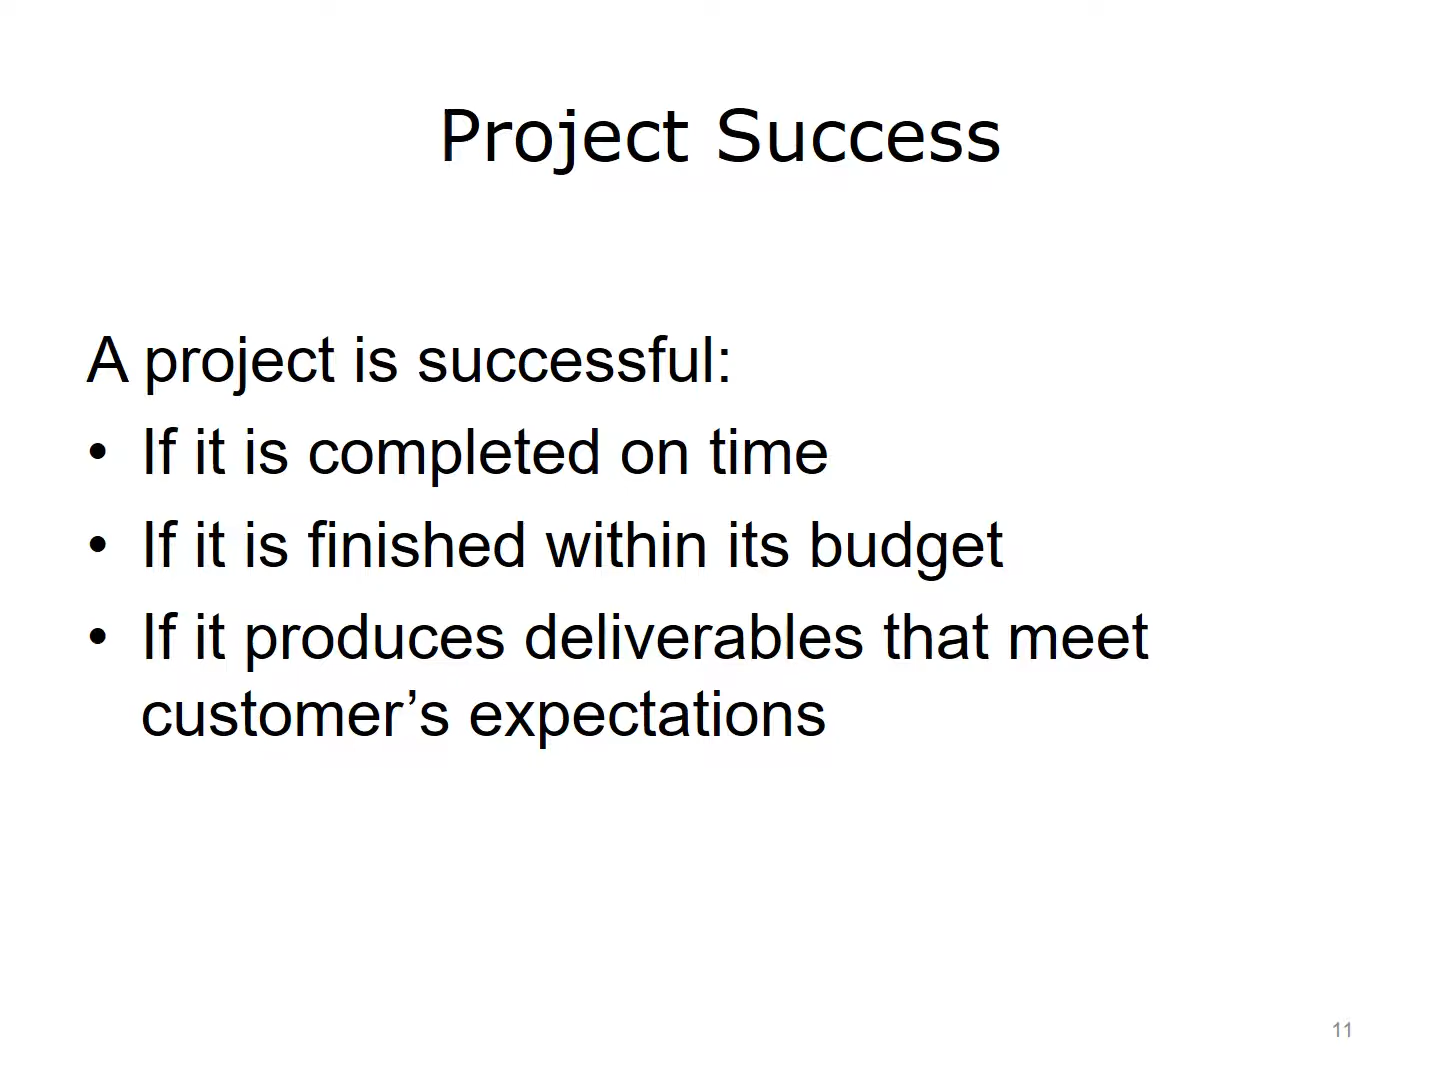 Project Success
A project is successful:
• If it is completed on time
• If it is finished within its budget
• If it produces deliverables that meet
customer’s expectations
11